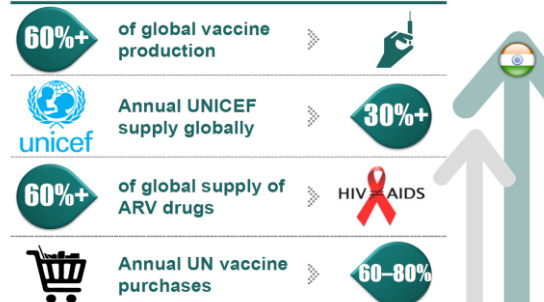 60%+
of global vaccine
production
unicef
Annual UNICEF
supply globally
30%+
60%+
of global supply of
ARV drugs
HIV AIDS
Annual UN vaccine
purchases
60–80%